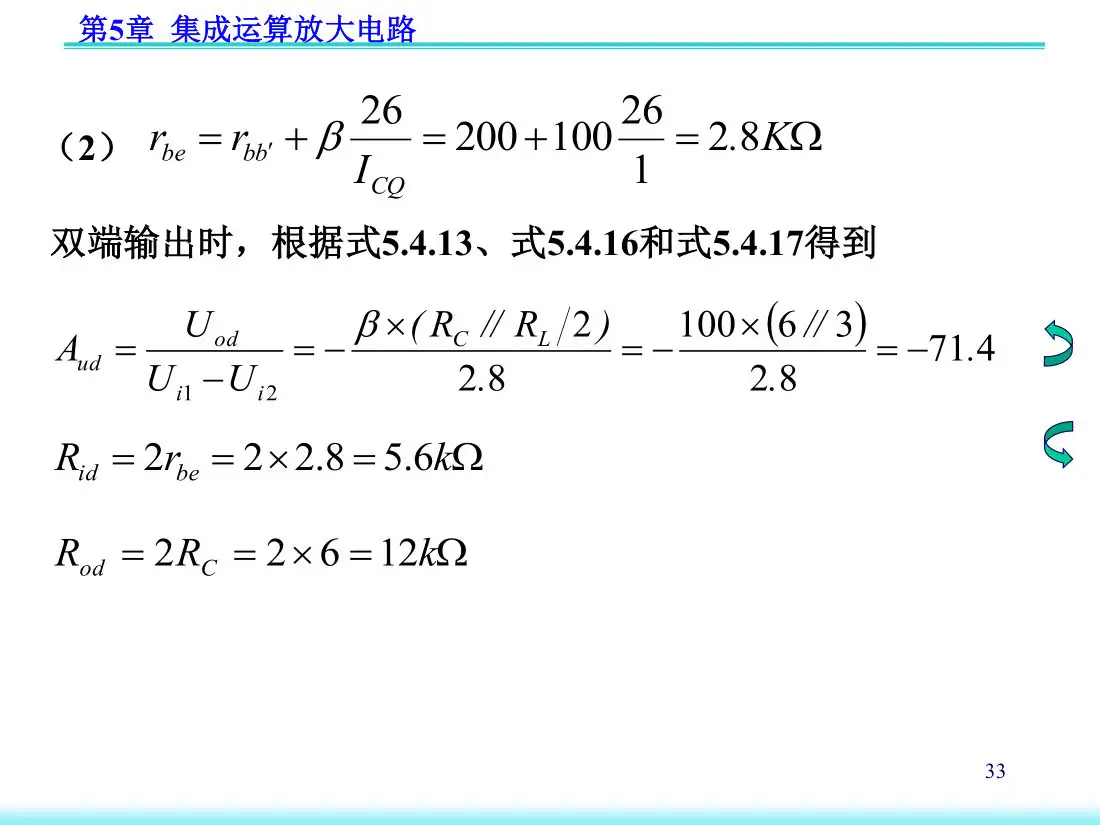 第5章 集成运算放大电路
（2） r_be = r_bb' + β 26/I_CQ = 200+100 26/1 = 2.8KΩ
双端输出时，根据式5.4.13、式5.4.16和式5.4.17得到
A_ud = U_od/(U_i1 − U_i2) = − β×(R_C // R_L/2)/2.8 = − 100×(6//3)/2.8 = −71.4
R_id = 2r_be = 2×2.8 = 5.6kΩ
R_od = 2R_C = 2×6 = 12kΩ
33